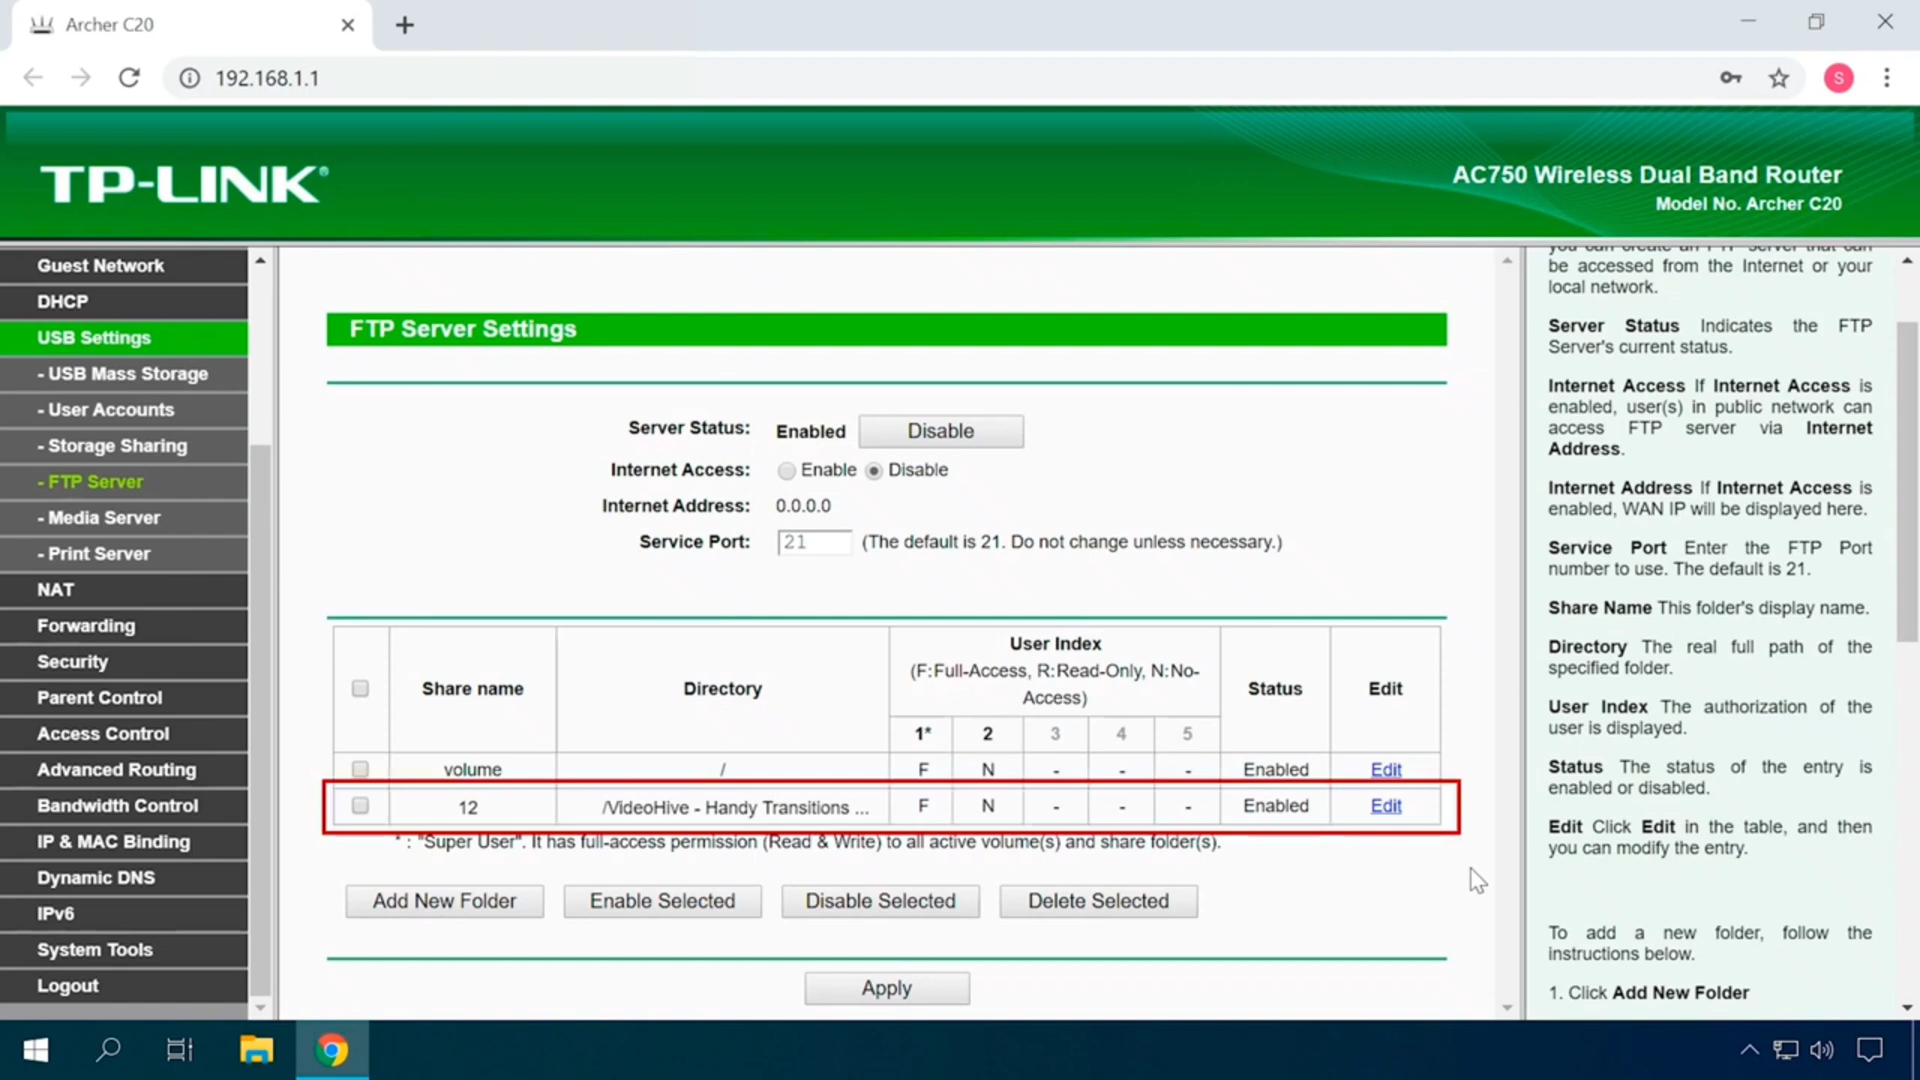 Archer C20
192.168.1.1
S
TP-LINK®
AC750 Wireless Dual Band Router
Model No. Archer C20
Guest Network
DHCP
USB Settings
- USB Mass Storage
- User Accounts
- Storage Sharing
- FTP Server
- Media Server
- Print Server
NAT
Forwarding
Security
Parent Control
Access Control
Advanced Routing
Bandwidth Control
IP & MAC Binding
Dynamic DNS
IPv6
System Tools
Logout
FTP Server Settings
Server Status: Enabled Disable
Internet Access: Enable Disable
Internet Address: 0.0.0.0
Service Port: 21 (The default is 21. Do not change unless necessary.)
Share name Directory User Index Status Edit
(F:Full-Access, R:Read-Only, N:No-
Access)
1* 2 3 4 5
volume / F N - - - Enabled Edit
12 /VideoHive - Handy Transitions ... F N - - - Enabled Edit
* : "Super User". It has full-access permission (Read & Write) to all active volume(s) and share folder(s).
Add New Folder Enable Selected Disable Selected Delete Selected
Apply
you can create an FTP server that can
be accessed from the Internet or your
local network.
Server Status Indicates the FTP
Server's current status.
Internet Access If Internet Access is
enabled, user(s) in public network can
access FTP server via Internet
Address.
Internet Address If Internet Access is
enabled, WAN IP will be displayed here.
Service Port Enter the FTP Port
number to use. The default is 21.
Share Name This folder's display name.
Directory The real full path of the
specified folder.
User Index The authorization of the
user is displayed.
Status The status of the entry is
enabled or disabled.
Edit Click Edit in the table, and then
you can modify the entry.
To add a new folder, follow the
instructions below.
1. Click Add New Folder